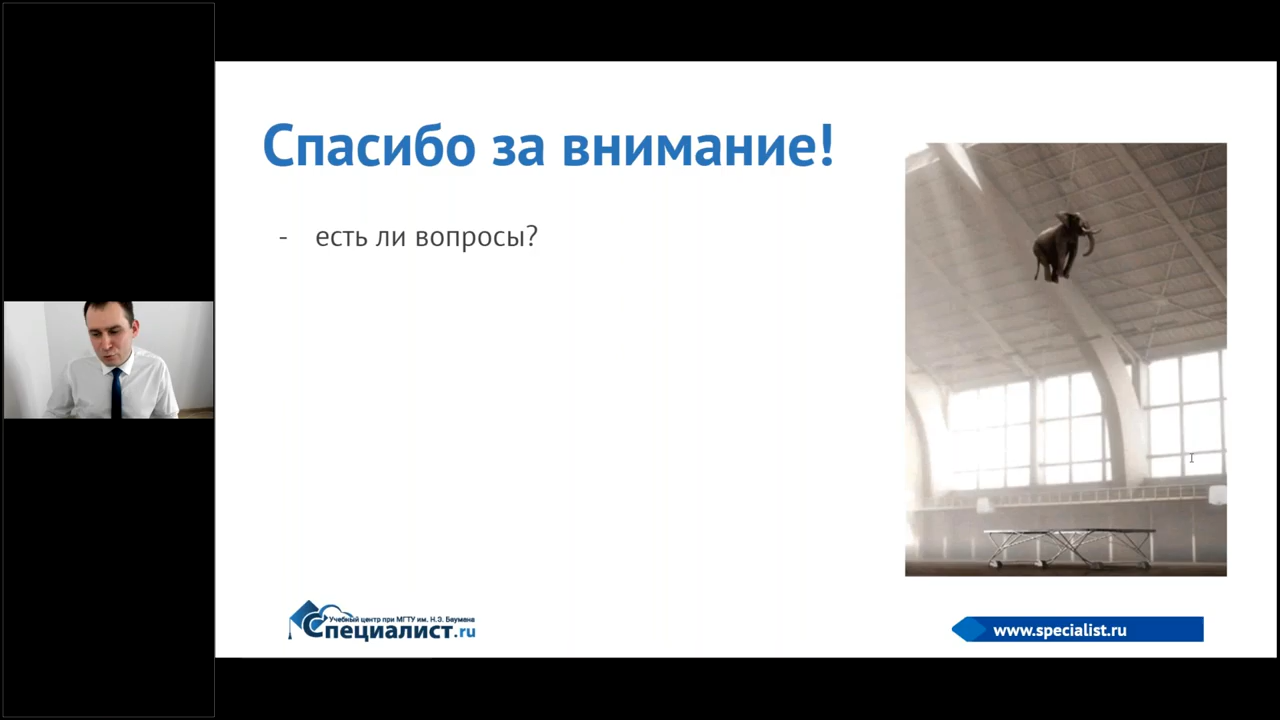 Спасибо за внимание!
- есть ли вопросы?
Учебный центр при МГТУ им. Н.Э. Баумана
Специалист.ru
www.specialist.ru